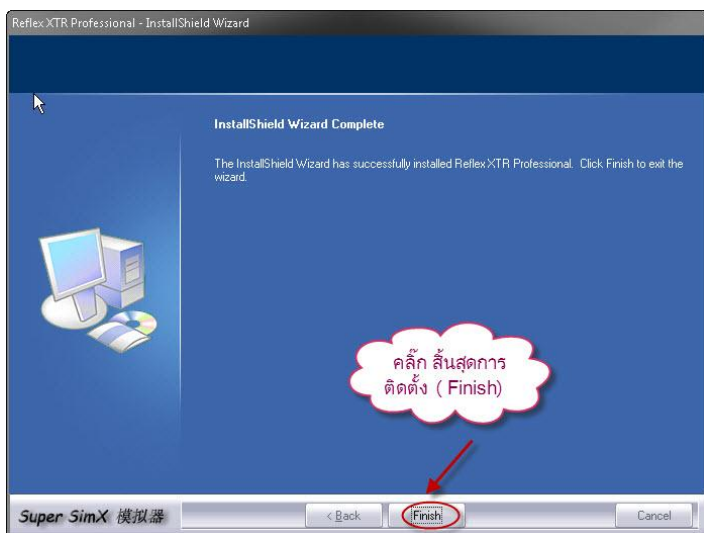 Reflex XTR Professional - InstallShield Wizard
InstallShield Wizard Complete
The InstallShield Wizard has successfully installed Reflex XTR Professional. Click Finish to exit the
wizard.
คลิ๊ก สิ้นสุดการ
ติดตั้ง ( Finish)
Super SimX 模拟器
< Back
Finish
Cancel